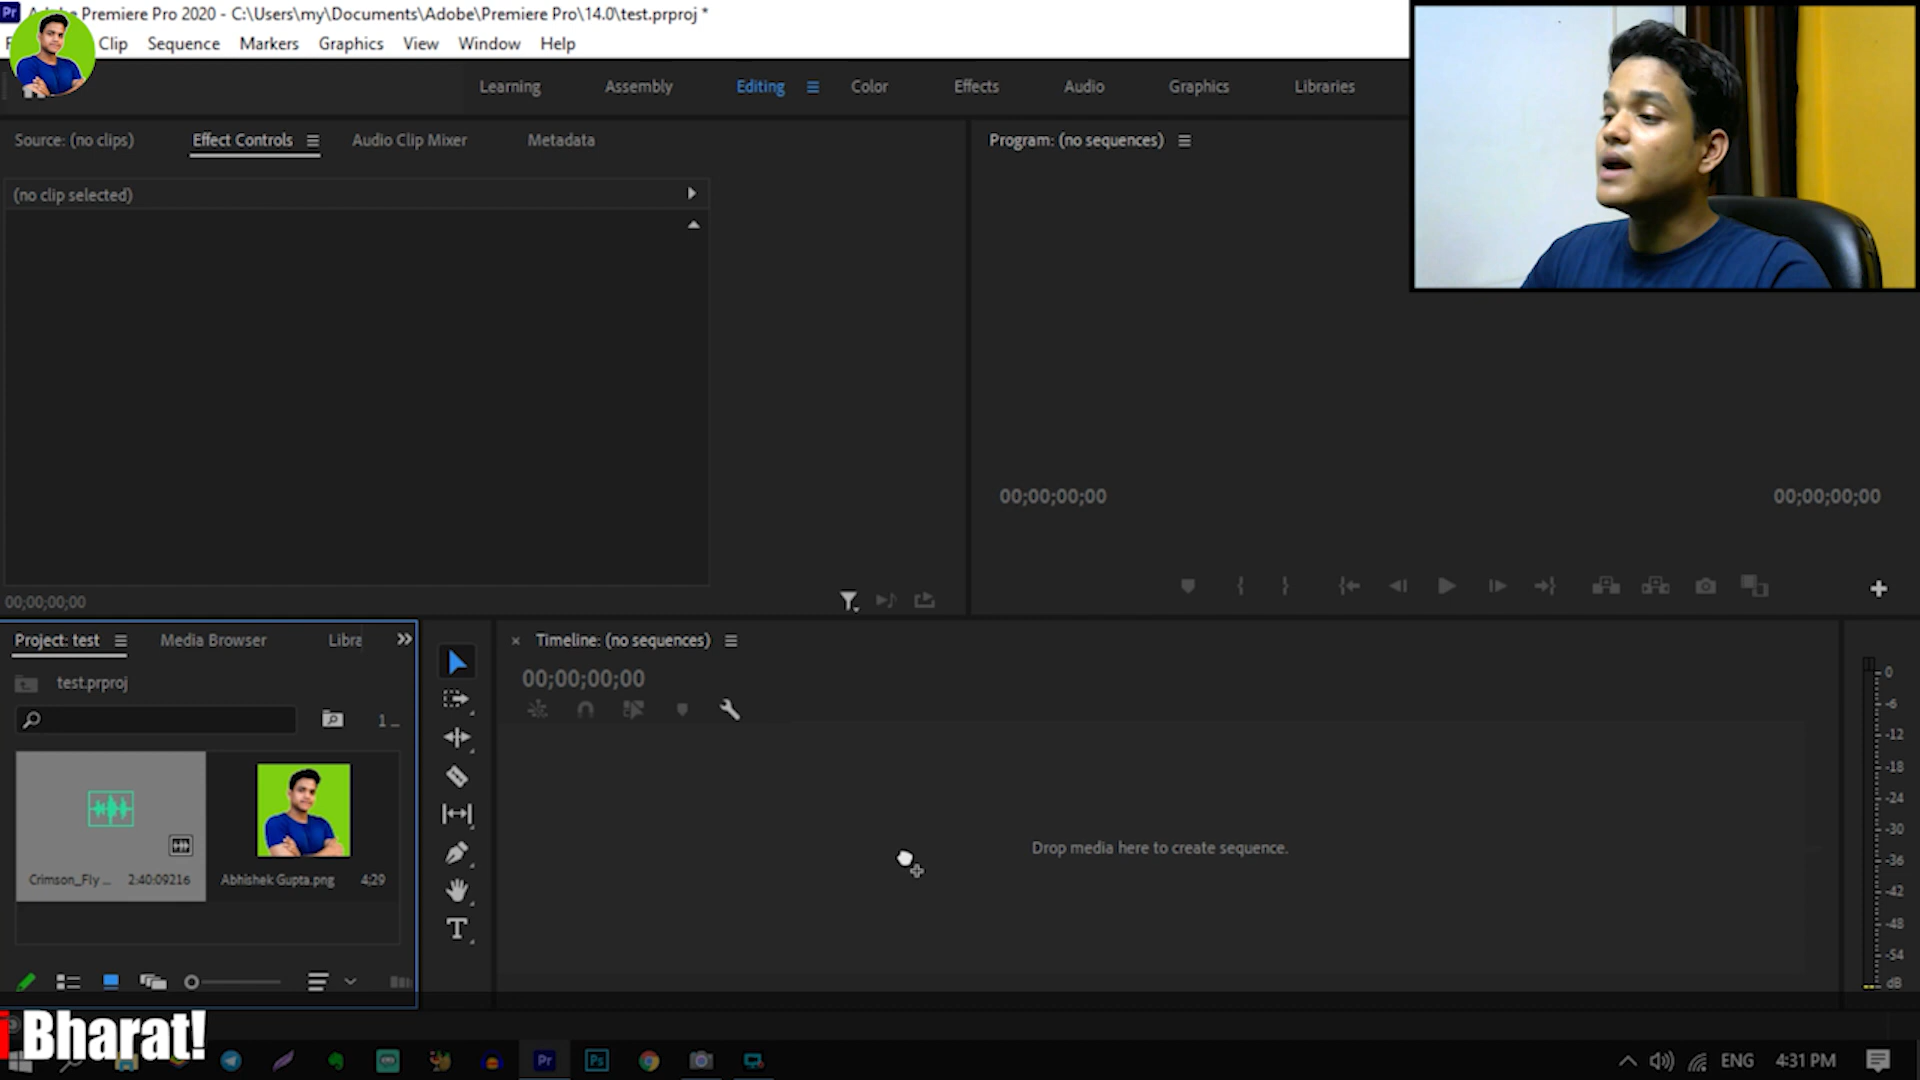 Pr
Adobe Premiere Pro 2020 - C:\Users\my\Documents\Adobe\Premiere Pro\14.0\test.prproj *
Clip Sequence Markers Graphics View Window Help
Learning Assembly Editing Color Effects Audio Graphics Libraries
Source: (no clips) Effect Controls Audio Clip Mixer Metadata
Program: (no sequences)
(no clip selected)
00;00;00;00 00;00;00;00
00;00;00;00
Project: test Media Browser Libra
Timeline: (no sequences)
test.prproj
00;00;00;00
1 ...
Drop media here to create sequence.
Crimson_Fly ... 2:40:09216
Abhishek Gupta.png 4;29
0
-6
-12
-18
-24
-30
-36
-42
-48
-54
dB
i Bharat!
Pr Ps
ENG 4:31 PM